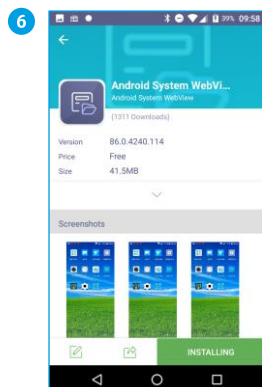 6
39% 09:58
Android System WebVi...
Android System WebView
(1311 Downloads)
Version 86.0.4240.114
Price Free
Size 41.5MB
Screenshots
INSTALLING